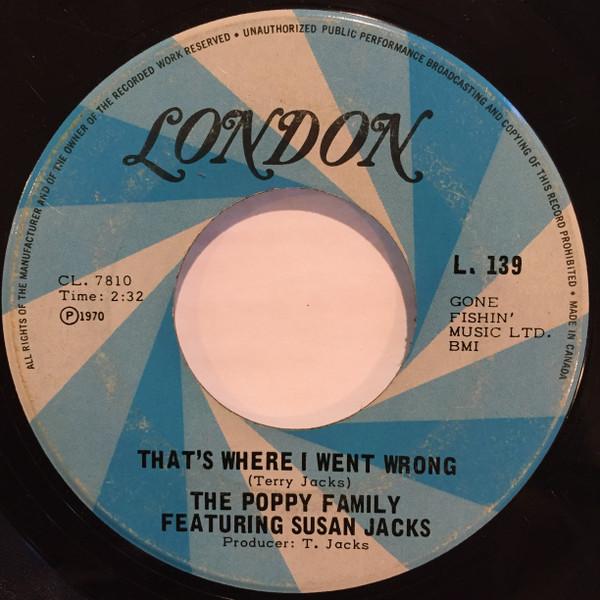 ALL RIGHTS OF THE MANUFACTURER AND OF THE OWNER OF THE RECORDED WORK RESERVED • UNAUTHORIZED PUBLIC PERFORMANCE BROADCASTING AND COPYING OF THIS RECORD PROHIBITED • MADE IN CANADA
LONDON
L. 139
CL. 7810
Time: 2:32
℗1970
GONE
FISHIN'
MUSIC LTD.
BMI
THAT'S WHERE I WENT WRONG
(Terry Jacks)
THE POPPY FAMILY
FEATURING SUSAN JACKS
Producer: T. Jacks